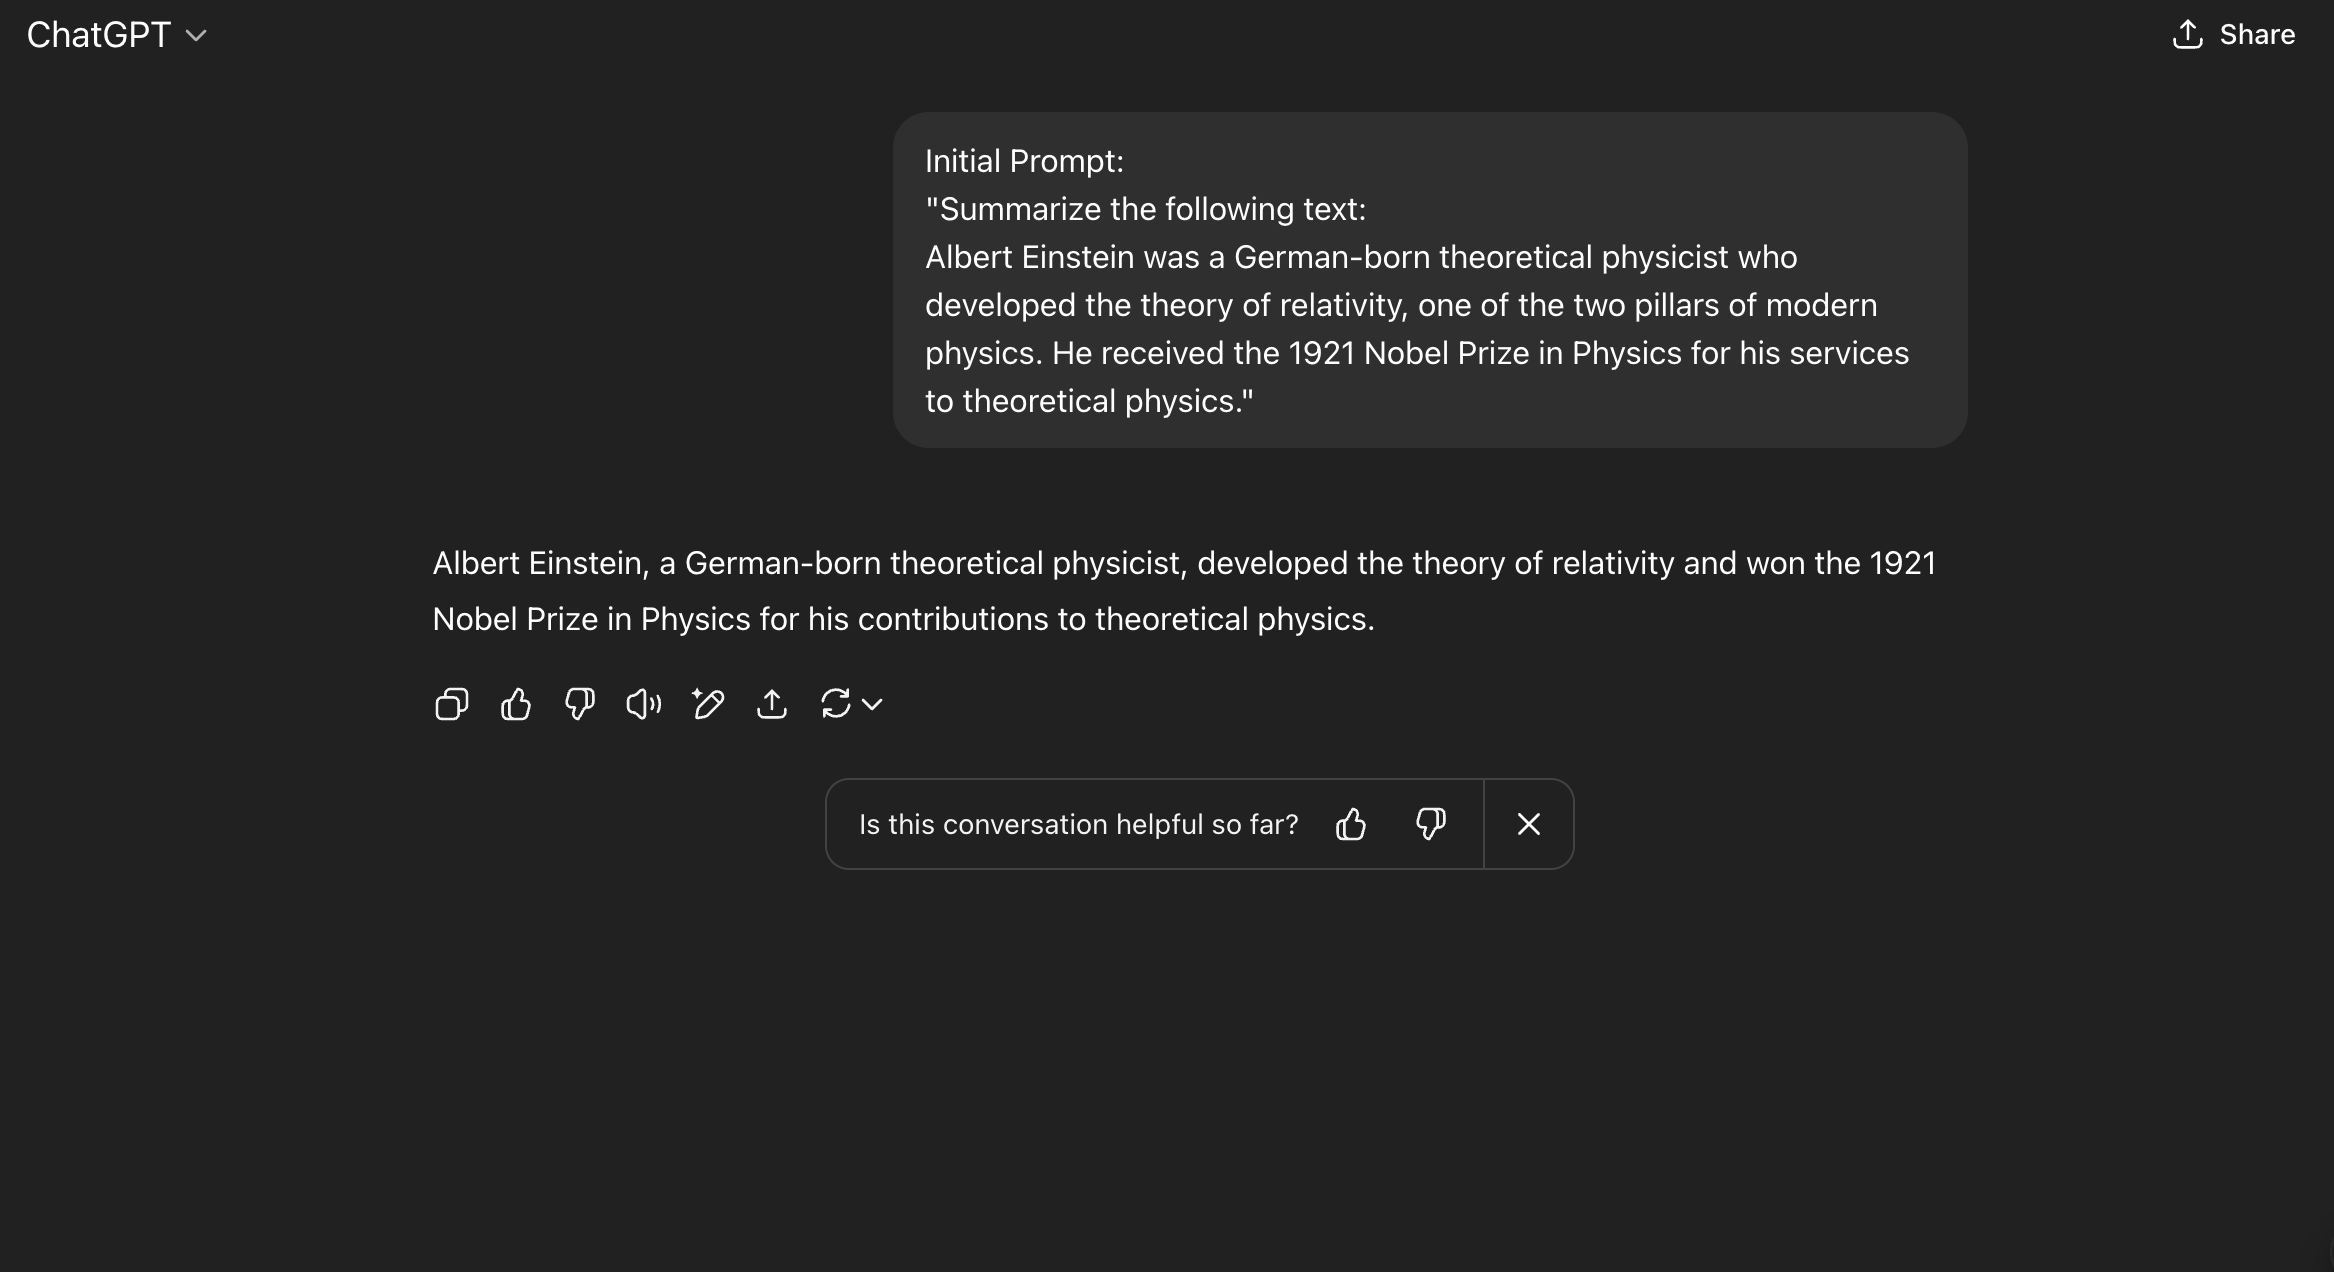 ChatGPT
Share
Initial Prompt:
"Summarize the following text:
Albert Einstein was a German-born theoretical physicist who
developed the theory of relativity, one of the two pillars of modern
physics. He received the 1921 Nobel Prize in Physics for his services
to theoretical physics."
Albert Einstein, a German-born theoretical physicist, developed the theory of relativity and won the 1921
Nobel Prize in Physics for his contributions to theoretical physics.
Is this conversation helpful so far?